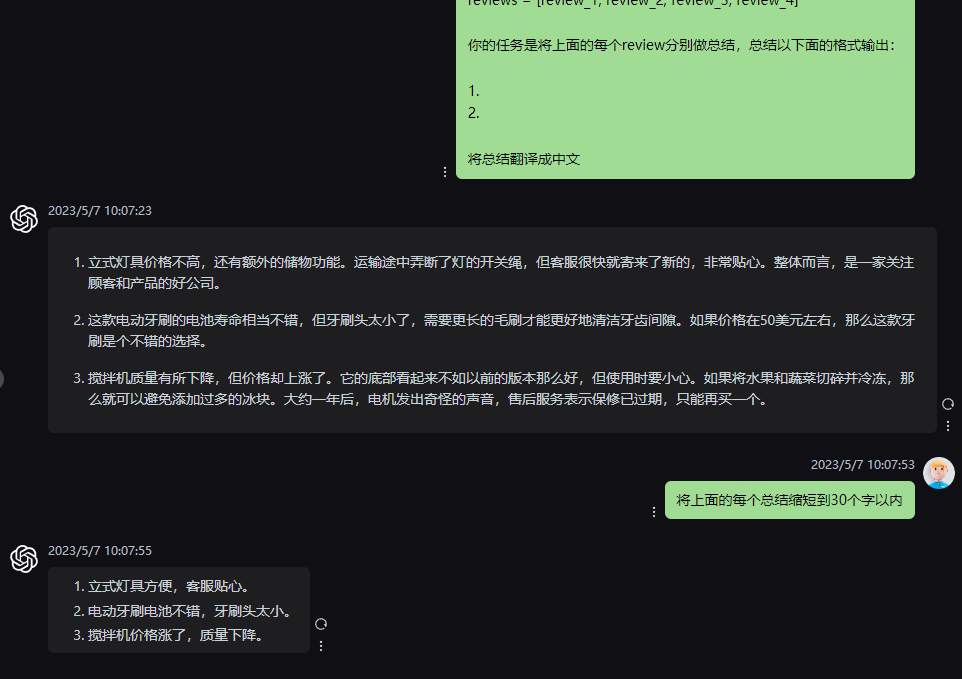 reviews = [review_1, review_2, review_3, review_4]
你的任务是将上面的每个review分别做总结，总结以下面的格式输出：
1.
2.
将总结翻译成中文
2023/5/7 10:07:23
1. 立式灯具价格不高，还有额外的储物功能。运输途中弄断了灯的开关绳，但客服很快就寄来了新的，非常贴心。整体而言，是一家关注
顾客和产品的好公司。
2. 这款电动牙刷的电池寿命相当不错，但牙刷头太小了，需要更长的毛刷才能更好地清洁牙齿间隙。如果价格在50美元左右，那么这款牙
刷是个不错的选择。
3. 搅拌机质量有所下降，但价格却上涨了。它的底部看起来不如以前的版本那么好，但使用时要小心。如果将水果和蔬菜切碎并冷冻，那
么就可以避免添加过多的冰块。大约一年后，电机发出奇怪的声音，售后服务表示保修已过期，只能再买一个。
2023/5/7 10:07:53
将上面的每个总结缩短到30个字以内
2023/5/7 10:07:55
1. 立式灯具方便，客服贴心。
2. 电动牙刷电池不错，牙刷头太小。
3. 搅拌机价格涨了，质量下降。